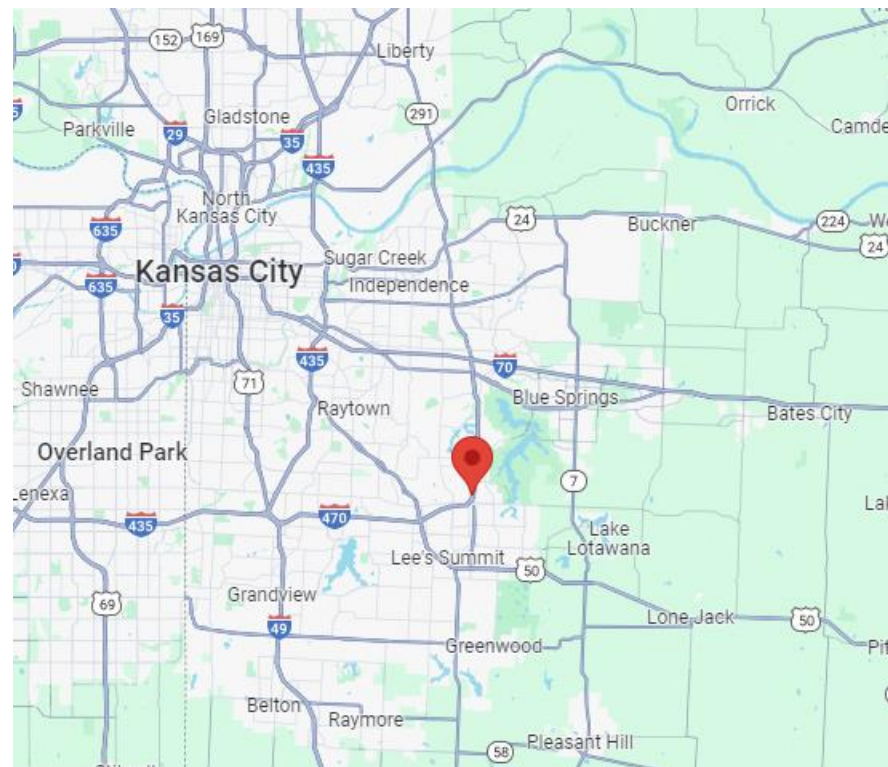 152
169
Liberty
291
Orrick
Gladstone
Parkville
29
35
Camde
435
North
Kansas City
635
24
Buckner
224
24
Sugar Creek
Kansas City
Independence
635
35
435
70
71
Shawnee
Blue Springs
Raytown
Bates City
Overland Park
7
Lenexa
435
470
Lake
Lotawana
Lee's Summit
50
Grandview
69
Lone Jack
50
49
Greenwood
Belton
Raymore
58
Pleasant Hill